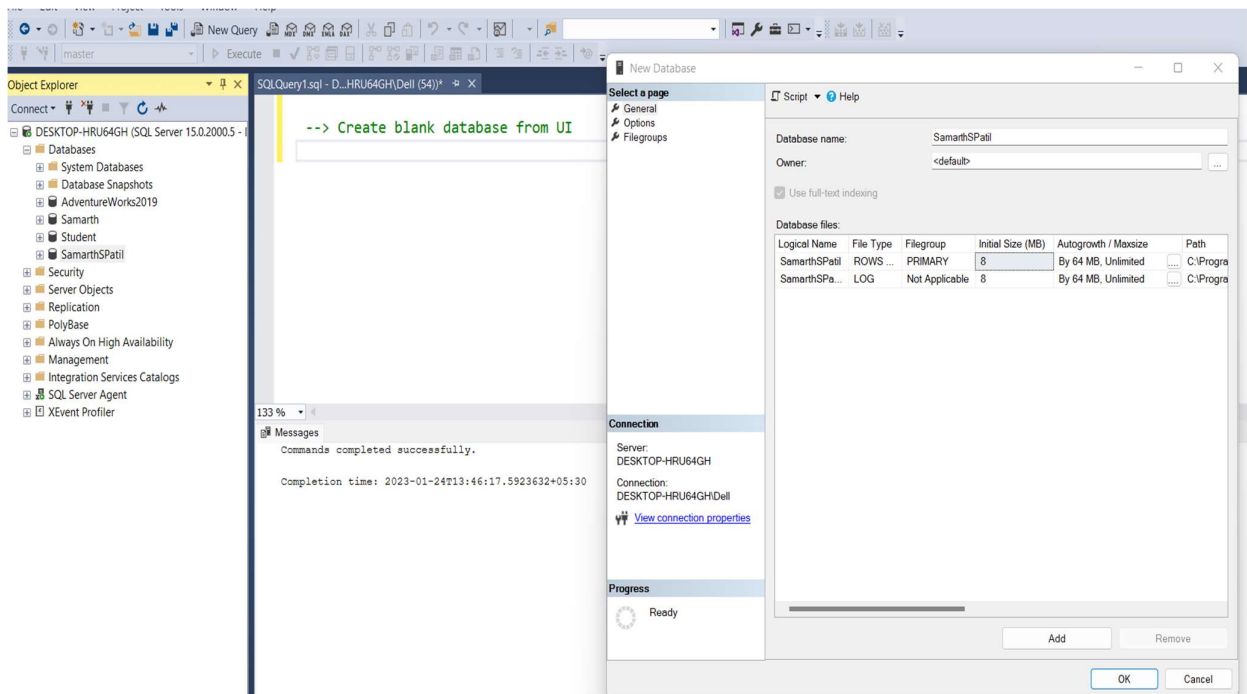 New Query
master
Execute
Object Explorer
Connect
DESKTOP-HRU64GH (SQL Server 15.0.2000.5 - I
Databases
System Databases
Database Snapshots
AdventureWorks2019
Samarth
Student
SamarthSPatil
Security
Server Objects
Replication
PolyBase
Always On High Availability
Management
Integration Services Catalogs
SQL Server Agent
XEvent Profiler
SQLQuery1.sql - D...HRU64GH\Dell (54))*
--> Create blank database from UI
133 %
Messages
Commands completed successfully.
Completion time: 2023-01-24T13:46:17.5923632+05:30
New Database
Select a page
General
Options
Filegroups
Connection
Server:
DESKTOP-HRU64GH
Connection:
DESKTOP-HRU64GH\Dell
View connection properties
Progress
Ready
Script Help
Database name: SamarthSPatil
Owner: <default> ...
Use full-text indexing
Database files:
Logical Name File Type Filegroup Initial Size (MB) Autogrowth / Maxsize Path
SamarthSPatil ROWS ... PRIMARY 8 By 64 MB, Unlimited ... C:\Progra
SamarthSPa... LOG Not Applicable 8 By 64 MB, Unlimited ... C:\Progra
Add Remove
OK Cancel